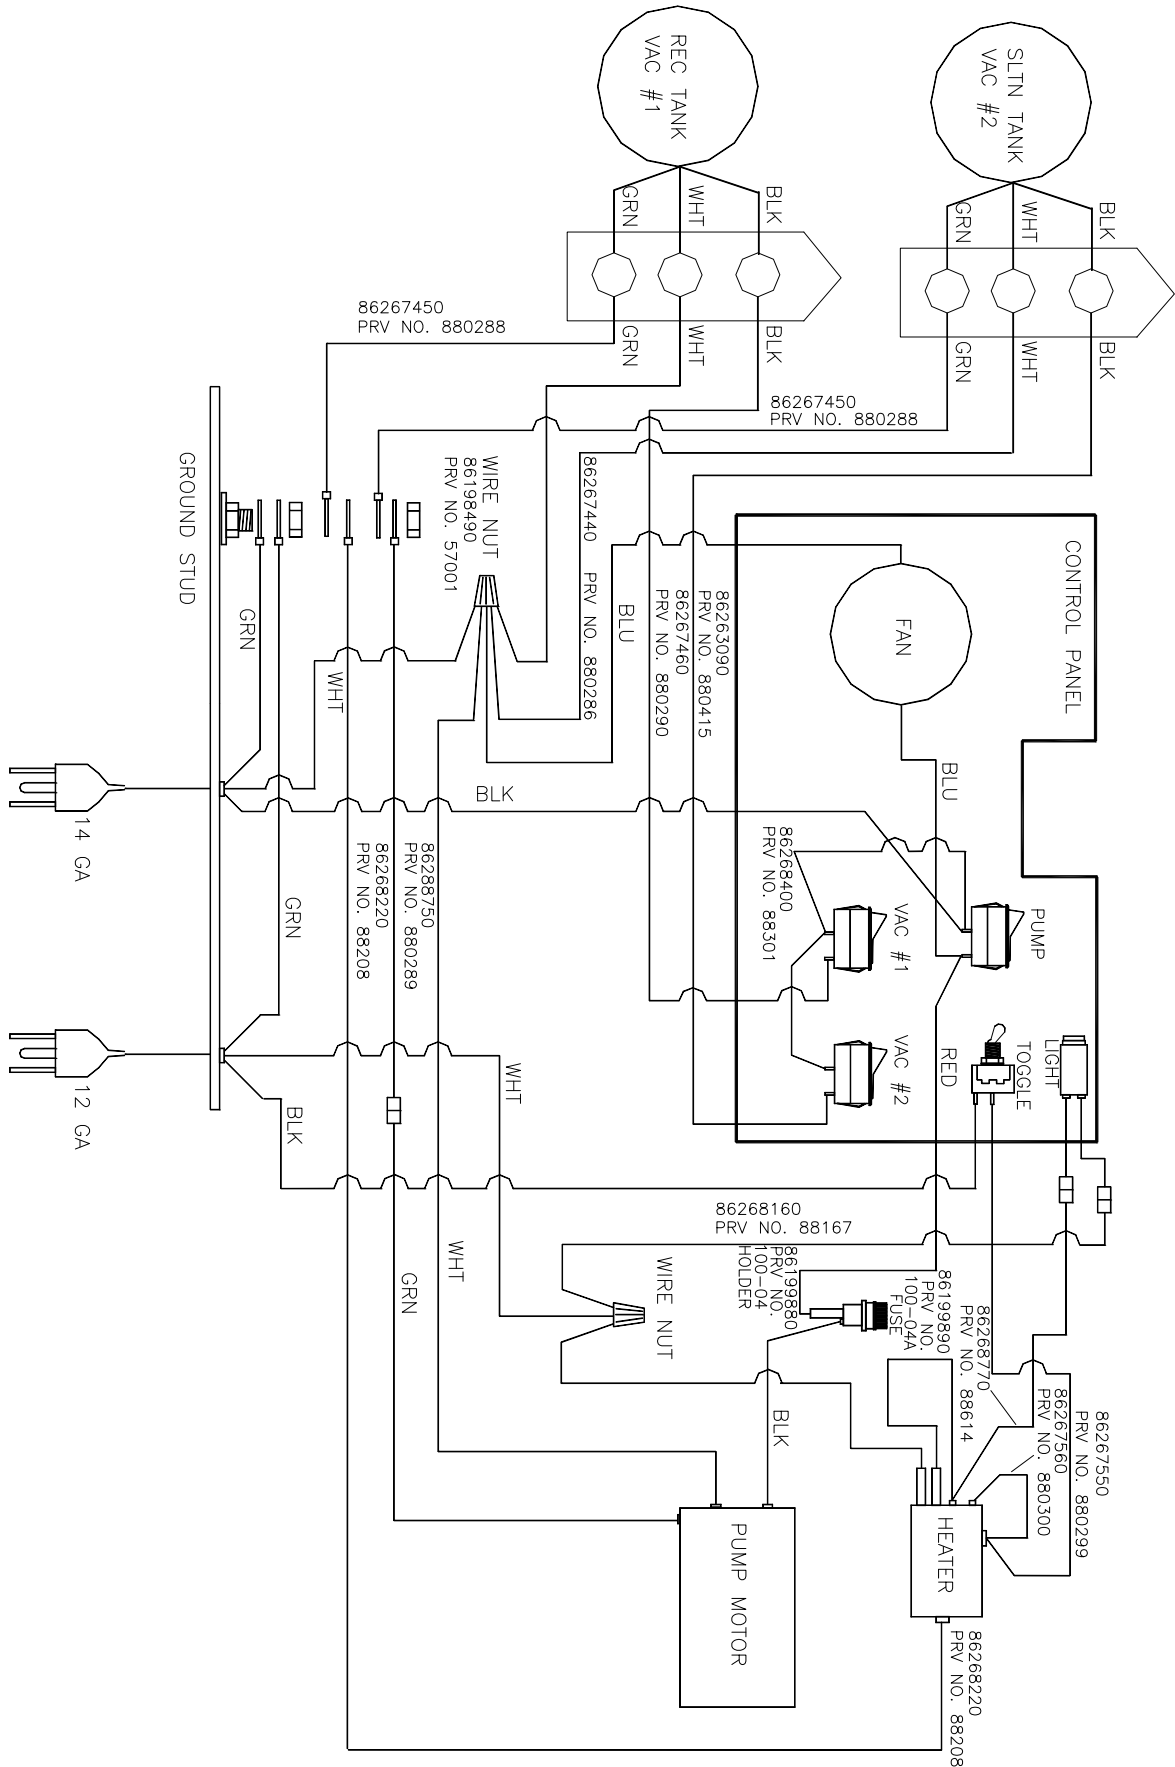 REC TANK
VAC #1
SLTN TANK
VAC #2
GRN
WHT
BLK
GRN
WHT
BLK
GRN
WHT
BLK
GRN
WHT
BLK
86267450
PRV NO. 880288
86267450
PRV NO. 880288
GROUND STUD
WIRE NUT
86198490
PRV NO. 57001
86267440 PRV NO. 880286
BLU
86267460
PRV NO. 880290
86263090
PRV NO. 880415
CONTROL PANEL
FAN
BLU
GRN
WHT
BLK
14 GA
86288750
PRV NO. 880289
86268220
PRV NO. 88208
86268400
PRV NO. 88301
VAC #1
PUMP
VAC #2
RED
TOGGLE
LIGHT
GRN
12 GA
BLK
WHT
WHT
GRN
86268160
PRV NO. 88167
WIRE NUT
86199880
PRV NO.
100-04
HOLDER
86199890
PRV NO.
100-04A
FUSE
86268770
PRV NO. 88614
86267560
PRV NO. 880300
86267550
PRV NO. 880299
BLK
PUMP MOTOR
HEATER
86268220
PRV NO. 88208